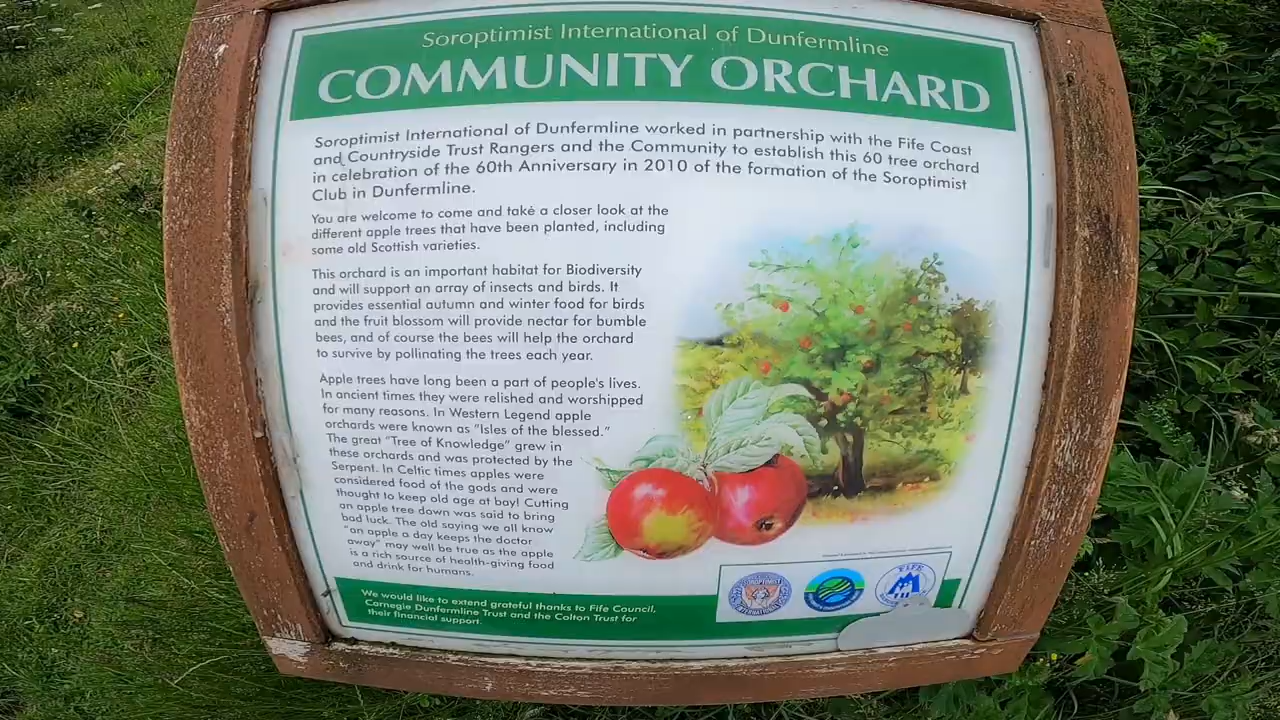 Soroptimist International of Dunfermline
COMMUNITY ORCHARD
Soroptimist International of Dunfermline worked in partnership with the Fife Coast
and Countryside Trust Rangers and the Community to establish this 60 tree orchard
in celebration of the 60th Anniversary in 2010 of the formation of the Soroptimist
Club in Dunfermline.
You are welcome to come and take a closer look at the
different apple trees that have been planted, including
some old Scottish varieties.
This orchard is an important habitat for Biodiversity
and will support an array of insects and birds. It
provides essential autumn and winter food for birds
and the fruit blossom will provide nectar for bumble
bees, and of course the bees will help the orchard
to survive by pollinating the trees each year.
Apple trees have long been a part of people's lives.
In ancient times they were relished and worshipped
for many reasons. In Western Legend apple
orchards were known as "Isles of the blessed."
The great "Tree of Knowledge" grew in
these orchards and was protected by the
Serpent. In Celtic times apples were
considered food of the gods and were
thought to keep old age at bay! Cutting
an apple tree down was said to bring
bad luck. The old saying we all know
"an apple a day keeps the doctor
away" may well be true as the apple
is a rich source of health-giving food
and drink for humans.
We would like to extend grateful thanks to Fife Council,
Carnegie Dunfermline Trust and the Colton Trust for
their financial support.
SOROPTIMIST
FIFE